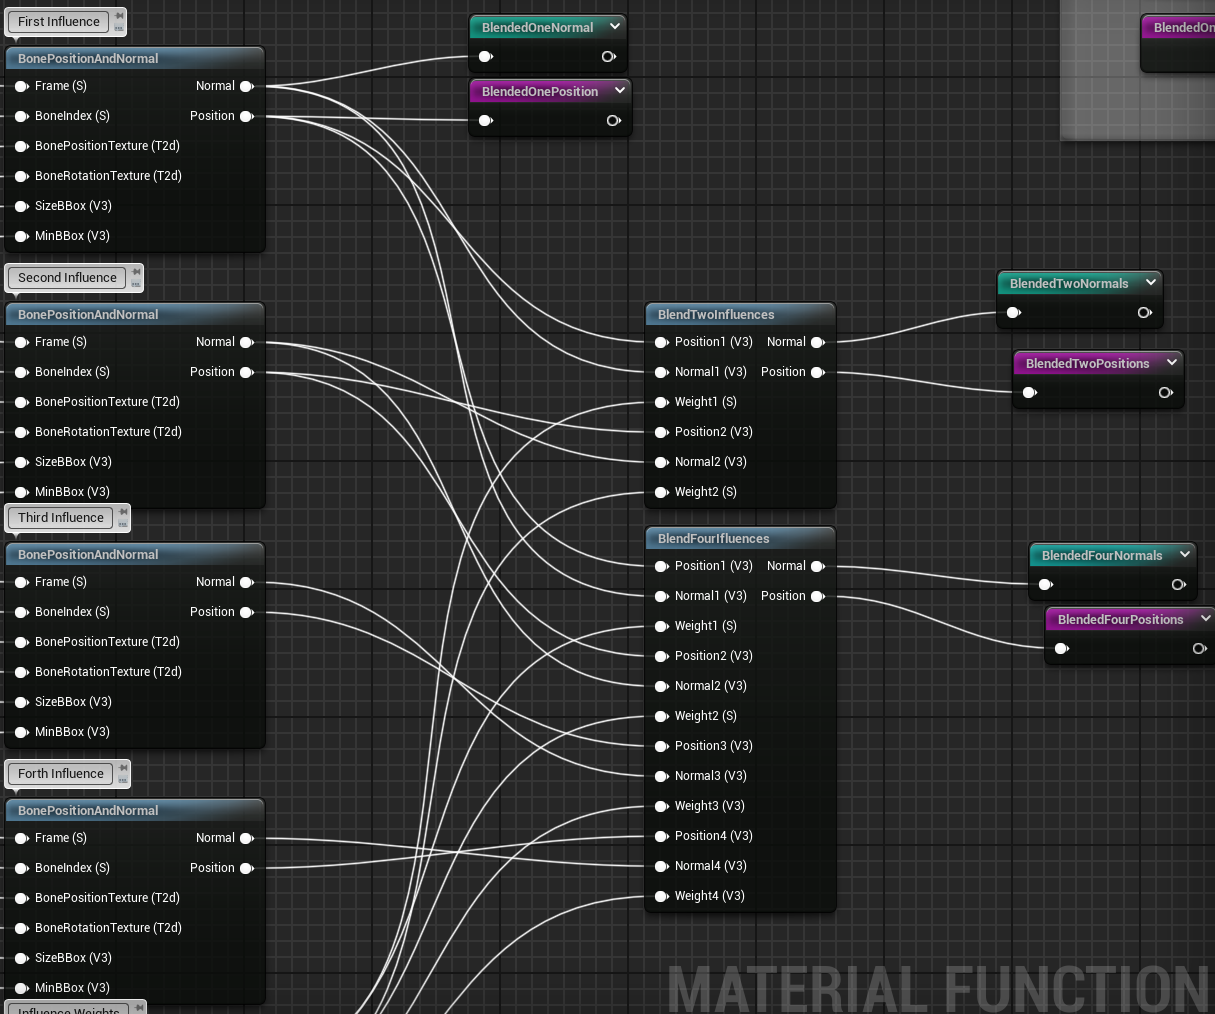 First Influence
BonePositionAndNormal
Frame (S) Normal
BoneIndex (S) Position
BonePositionTexture (T2d)
BoneRotationTexture (T2d)
SizeBBox (V3)
MinBBox (V3)
Second Influence
BonePositionAndNormal
Frame (S) Normal
BoneIndex (S) Position
BonePositionTexture (T2d)
BoneRotationTexture (T2d)
SizeBBox (V3)
MinBBox (V3)
Third Influence
BonePositionAndNormal
Frame (S) Normal
BoneIndex (S) Position
BonePositionTexture (T2d)
BoneRotationTexture (T2d)
SizeBBox (V3)
MinBBox (V3)
Forth Influence
BonePositionAndNormal
Frame (S) Normal
BoneIndex (S) Position
BonePositionTexture (T2d)
BoneRotationTexture (T2d)
SizeBBox (V3)
MinBBox (V3)
Influence Weights
BlendedOneNormal
BlendedOnePosition
BlendTwoInfluences
Position1 (V3) Normal
Normal1 (V3) Position
Weight1 (S)
Position2 (V3)
Normal2 (V3)
Weight2 (S)
BlendFourIfluences
Position1 (V3) Normal
Normal1 (V3) Position
Weight1 (S)
Position2 (V3)
Normal2 (V3)
Weight2 (S)
Position3 (V3)
Normal3 (V3)
Weight3 (V3)
Position4 (V3)
Normal4 (V3)
Weight4 (V3)
BlendedOn
BlendedTwoNormals
BlendedTwoPositions
BlendedFourNormals
BlendedFourPositions
MATERIAL FUNCTION